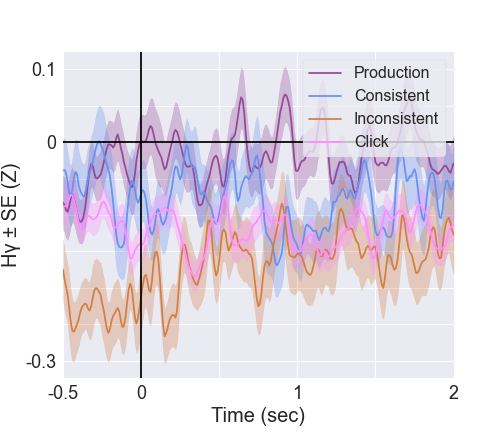 Production
Consistent
Inconsistent
Click
0.1
0
-0.3
-0.5
0
1
2
Hγ ± SE (Z)
Time (sec)